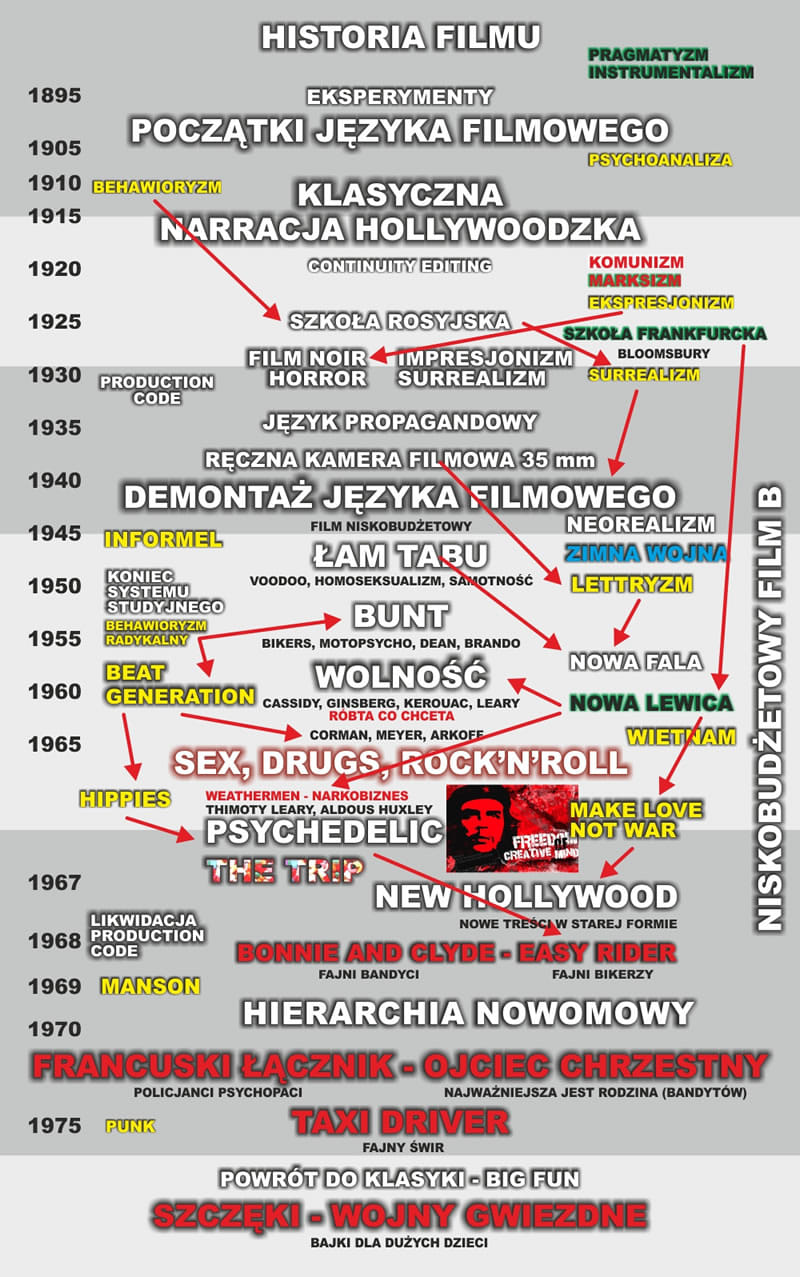 HISTORIA FILMU
PRAGMATYZM
INSTRUMENTALIZM
1895
EKSPERYMENTY
POCZĄTKI JĘZYKA FILMOWEGO
1905
PSYCHOANALIZA
1910
BEHAWIORYZM
KLASYCZNA
1915
NARRACJA HOLLYWOODZKA
1920
CONTINUITY EDITING
KOMUNIZM
MARKSIZM
EKSPRESJONIZM
1925
SZKOŁA ROSYJSKA
SZKOŁA FRANKFURCKA
BLOOMSBURY
FILM NOIR
HORROR
IMPRESJONIZM
SURREALIZM
SURREALIZM
1930
PRODUCTION
CODE
1935
JĘZYK PROPAGANDOWY
RĘCZNA KAMERA FILMOWA 35 mm
1940
DEMONTAŻ JĘZYKA FILMOWEGO
NISKOBUDŻETOWY FILM B
FILM NISKOBUDŻETOWY
NEOREALIZM
1945
INFORMEL
ŁAM TABU
ZIMNA WOJNA
VOODOO, HOMOSEKSUALIZM, SAMOTNOŚĆ
LETTRYZM
1950
KONIEC
SYSTEMU
STUDYJNEGO
BUNT
BEHAWIORYZM
RADYKALNY
1955
BIKERS, MOTOPSYCHO, DEAN, BRANDO
NOWA FALA
BEAT
GENERATION
WOLNOŚĆ
1960
CASSIDY, GINSBERG, KEROUAC, LEARY
RÓBTA CO CHCETA
NOWA LEWICA
CORMAN, MEYER, ARKOFF
WIETNAM
1965
SEX, DRUGS, ROCK'N'ROLL
HIPPIES
WEATHERMEN - NARKOBIZNES
THIMOTY LEARY, ALDOUS HUXLEY
PSYCHEDELIC
FREEDOM
CREATIVE MIND
MAKE LOVE
NOT WAR
THE TRIP
1967
NEW HOLLYWOOD
NOWE TREŚCI W STAREJ FORMIE
LIKWIDACJA
PRODUCTION
CODE
1968
BONNIE AND CLYDE - EASY RIDER
FAJNI BANDYCI
FAJNI BIKERZY
1969
MANSON
HIERARCHIA NOWOMOWY
1970
FRANCUSKI ŁĄCZNIK - OJCIEC CHRZESTNY
POLICJANCI PSYCHOPACI
NAJWAŻNIEJSZA JEST RODZINA (BANDYTÓW)
1975
PUNK
TAXI DRIVER
FAJNY ŚWIR
POWRÓT DO KLASYKI - BIG FUN
SZCZĘKI - WOJNY GWIEZDNE
BAJKI DLA DUŻYCH DZIECI